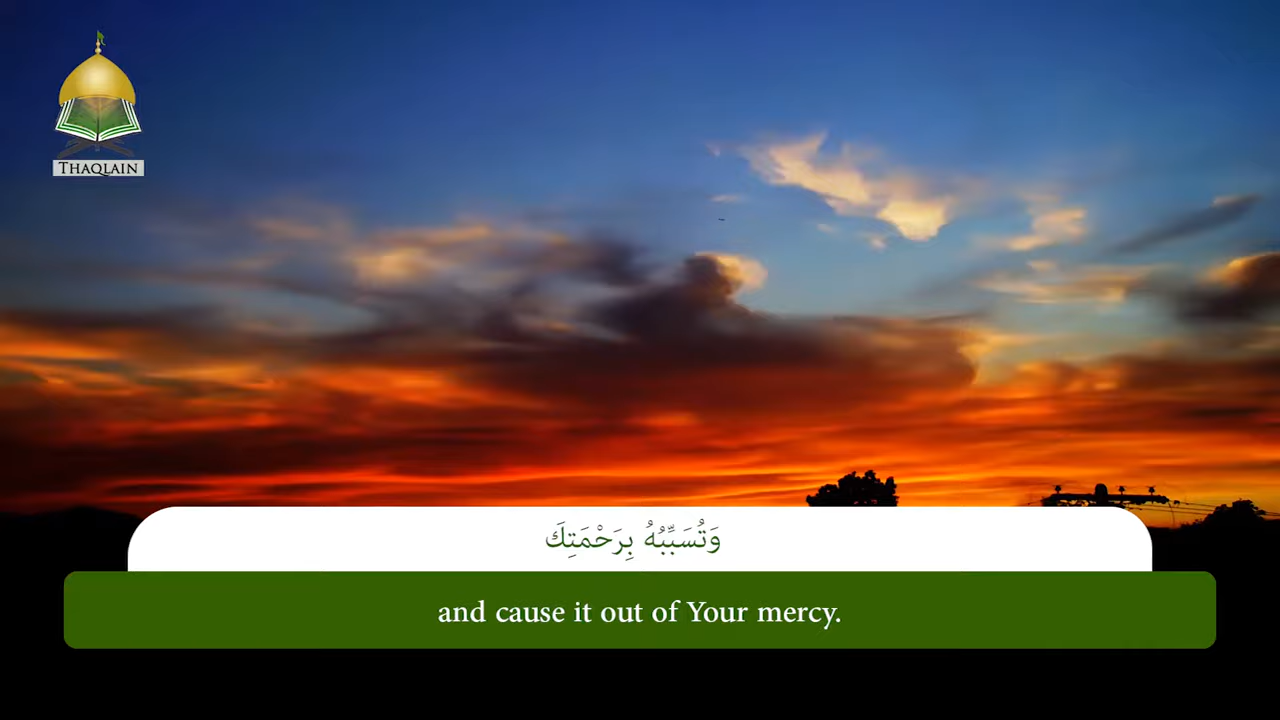 THAQLAIN
وَتُسَبِّبُهُ بِرَحْمَتِكَ
and cause it out of Your mercy.